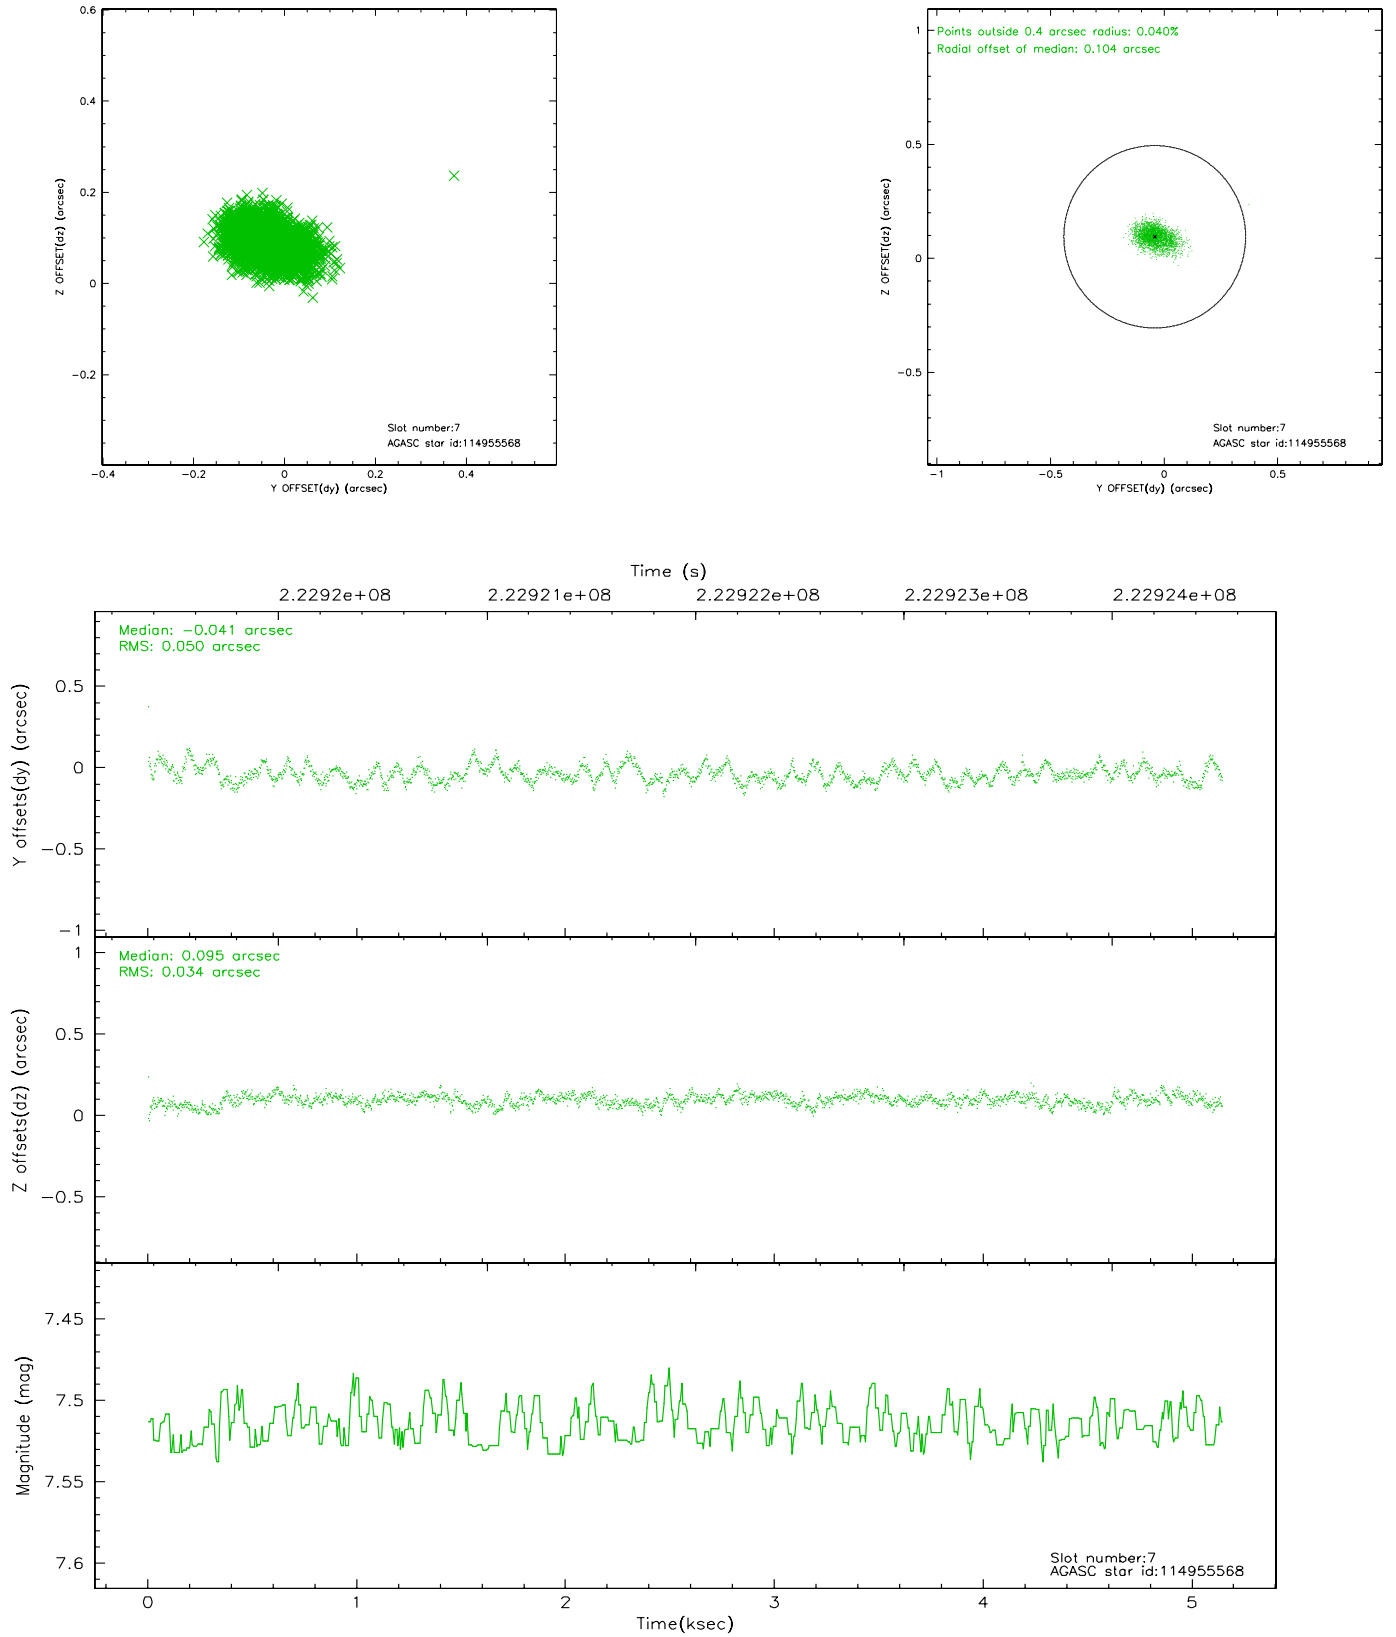 0.6
0.4
0.2
0
−0.2
Z OFFSET(dz) (arcsec)
Slot number:7
AGASC star id:114955568
−0.4 −0.2 0 0.2 0.4
Y OFFSET(dy) (arcsec)
Points outside 0.4 arcsec radius: 0.040%
Radial offset of median: 0.104 arcsec
1
0.5
0
−0.5
Z OFFSET(dz) (arcsec)
Slot number:7
AGASC star id:114955568
−1 −0.5 0 0.5
Y OFFSET(dy) (arcsec)
Time (s)
2.2292e+08 2.22921e+08 2.22922e+08 2.22923e+08 2.22924e+08
Median: −0.041 arcsec
RMS: 0.050 arcsec
0.5
0
−0.5
−1
Y offsets(dy) (arcsec)
Median: 0.095 arcsec
RMS: 0.034 arcsec
1
0.5
0
−0.5
Z offsets(dz) (arcsec)
7.45
7.5
7.55
7.6
Magnitude (mag)
Slot number:7
AGASC star id:114955568
0 1 2 3 4 5
Time(ksec)